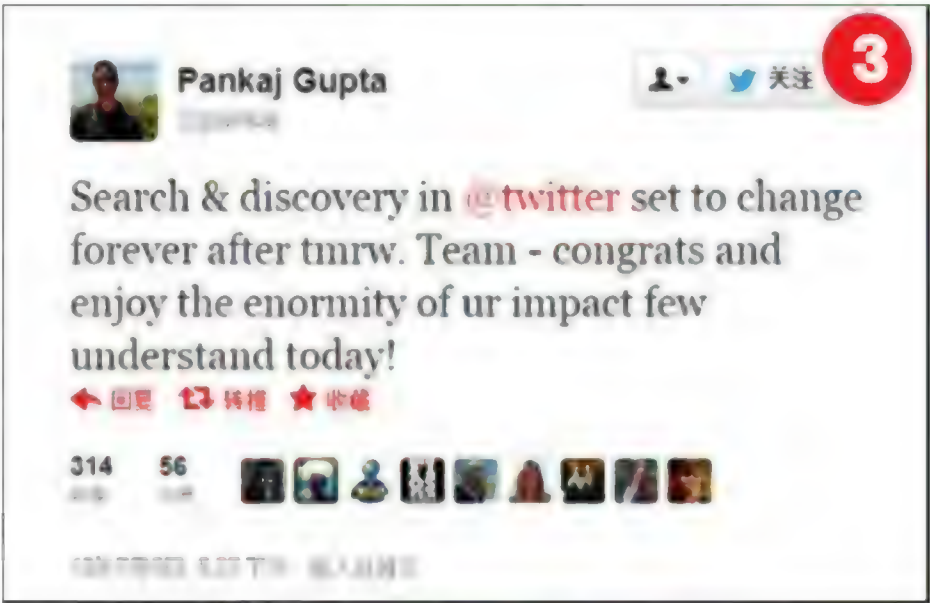 3
Pankaj Gupta
关注
Search & discovery in @twitter set to change
forever after tmrw. Team - congrats and
enjoy the enormity of ur impact few
understand today!
回复 转推 收藏
314 56